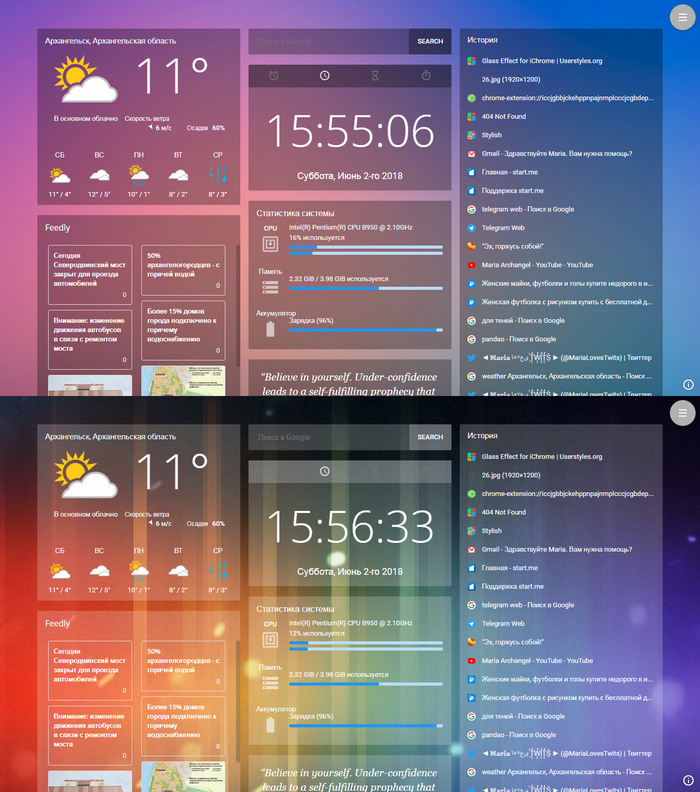 Архангельск, Архангельская область
11°
В основном облачно
Скорость ветра
6 м/с
Осадки 60%
СБ ВС ПН ВТ СР
11° / 4° 12° / 5° 10° / 1° 8° / 2° 8° / 3°
Feedly
Сегодня
Северодвинский мост
закрыт для проезда
автомобилей
0
50%
архангелогородцев - с
горячей водой
0
Внимание: изменение
движения автобусов
в связи с ремонтом
моста
0
Более 15% домов
города подключено к
горячему
водоснабжению
0
Поиск в Google
SEARCH
15:55:06
Суббота, Июнь 2-го 2018
Статистика системы
CPU
Intel(R) Pentium(R) CPU B950 @ 2.10GHz
16% используется
Память
2.32 GiB / 3.98 GiB используется
Аккумулятор
Зарядка (96%)
“Believe in yourself. Under-confidence
leads to a self-fulfilling prophecy that
История
Glass Effect for iChrome | Userstyles.org
26.jpg (1920×1200)
chrome-extension://iccjgbbjckehppnpajnmplcccjcgbdep...
404 Not Found
Stylish
Gmail - Здравствуйте Maria. Вам нужна помощь?
Главная - start.me
Поддержка start.me
telegram web - Поиск в Google
Telegram Web
"Эх, горжусь собой!"
Maria Archangel - YouTube - YouTube
Женские майки, футболки и топы купите недорого в и...
Женская футболка с рисунком купить с бесплатной д...
для теней - Поиск в Google
pandao - Поиск в Google
(@MariaLovesTwits) | Твиттер
weather Архангельск, Архангельская область - Поиск ...
Архангельск, Архангельская область
11°
В основном облачно
Скорость ветра
6 м/с
Осадки 60%
СБ ВС ПН ВТ СР
11° / 4° 12° / 5° 10° / 1° 8° / 2° 8° / 3°
Feedly
Сегодня
Северодвинский мост
закрыт для проезда
автомобилей
0
50%
архангелогородцев - с
горячей водой
0
Внимание: изменение
движения автобусов
в связи с ремонтом
моста
0
Более 15% домов
города подключено к
горячему
водоснабжению
0
Поиск в Google
SEARCH
15:56:33
Суббота, Июнь 2-го 2018
Статистика системы
CPU
Intel(R) Pentium(R) CPU B950 @ 2.10GHz
12% используется
Память
2.32 GiB / 3.98 GiB используется
Аккумулятор
Зарядка (96%)
“Believe in yourself. Under-confidence
leads to a self-fulfilling prophecy that
История
Glass Effect for iChrome | Userstyles.org
26.jpg (1920×1200)
chrome-extension://iccjgbbjckehppnpajnmplcccjcgbdep...
404 Not Found
Stylish
Gmail - Здравствуйте Maria. Вам нужна помощь?
Главная - start.me
Поддержка start.me
telegram web - Поиск в Google
Telegram Web
"Эх, горжусь собой!"
Maria Archangel - YouTube - YouTube
Женские майки, футболки и топы купите недорого в и...
Женская футболка с рисунком купить с бесплатной д...
для теней - Поиск в Google
pandao - Поиск в Google
(@MariaLovesTwits) | Твиттер
weather Архангельск, Архангельская область - Поиск ...